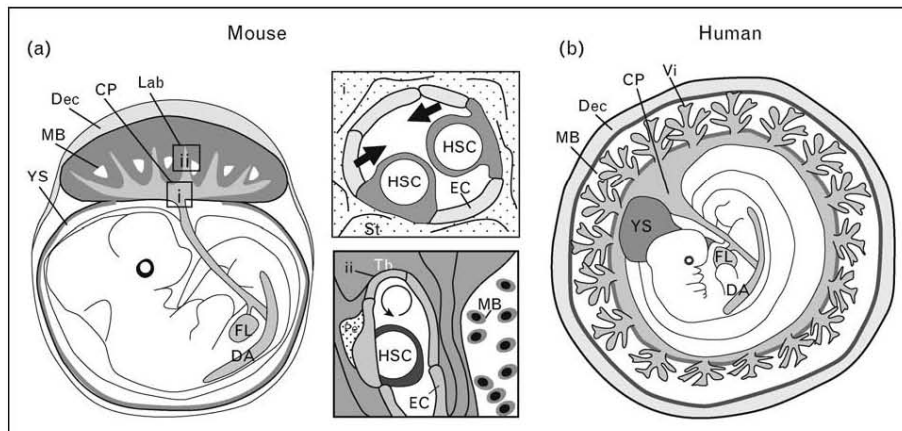 Mouse
(a)
Lab
CP
Dec
MB
YS
ii
i
FL
DA
i
HSC
HSC
EC
St
ii
Tb
MB
Pe
HSC
EC
Human
(b)
Vi
CP
Dec
MB
YS
FL
DA